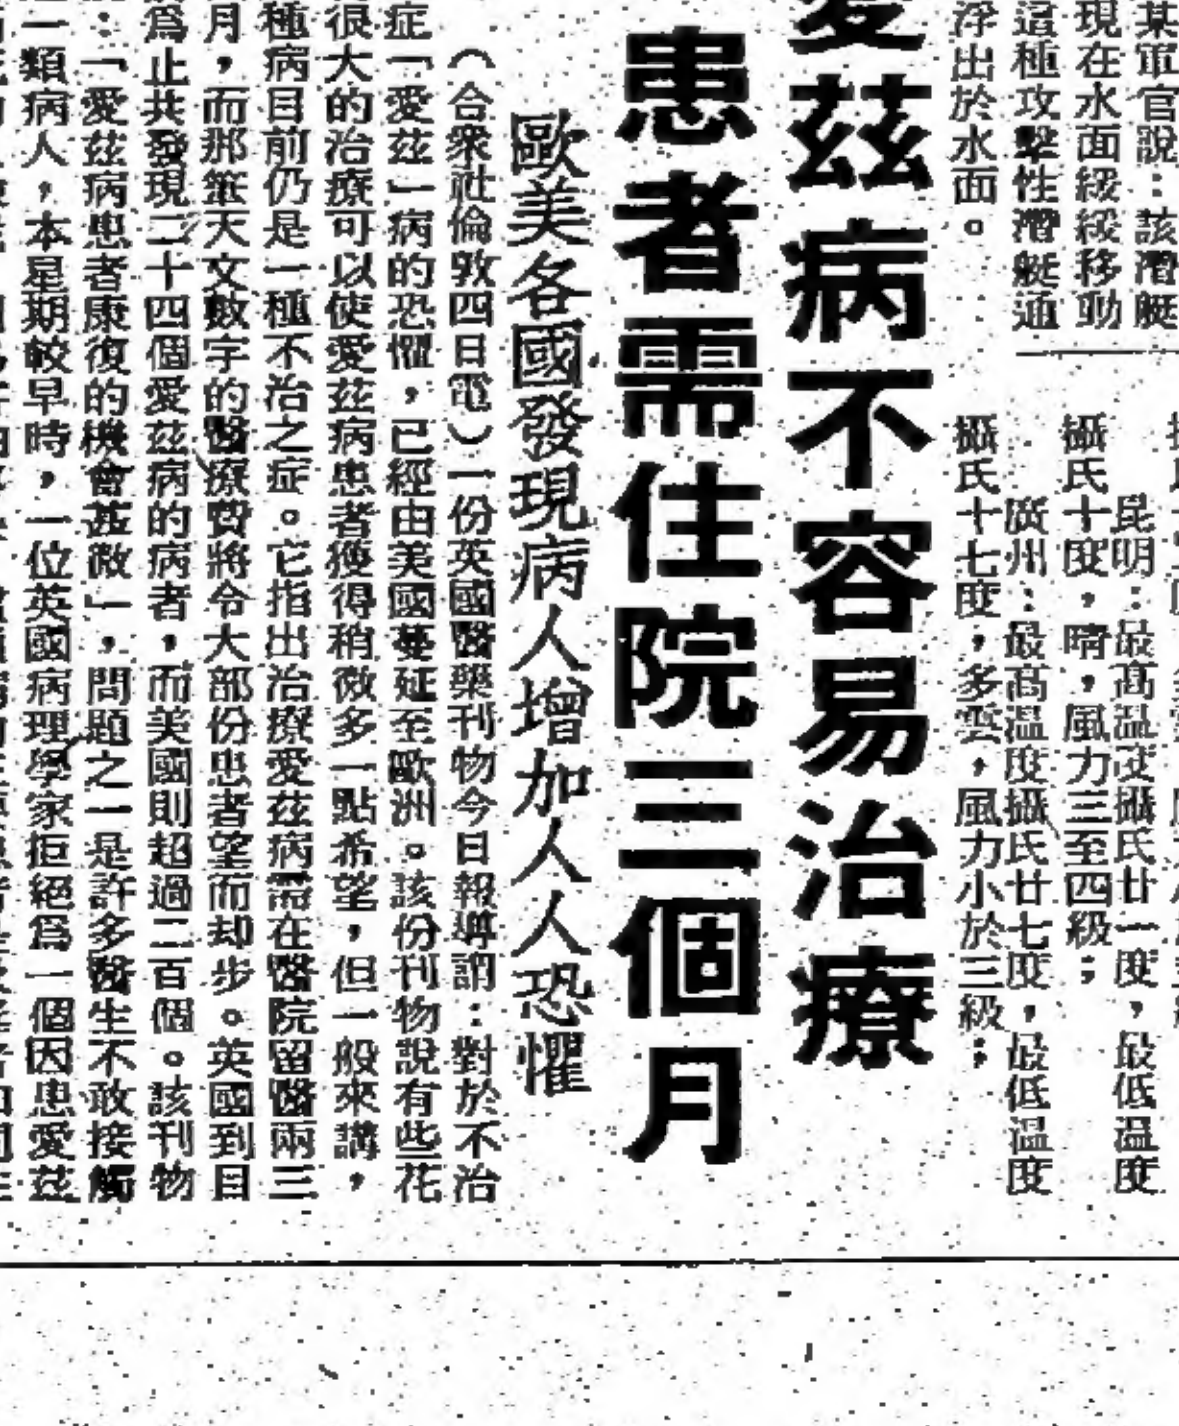 某軍官說：該潛艇
現在水面緩緩移動
這種攻擊性潛艇通
浮出於水面。
昆明：最高温度攝氏廿一度，最低温度
攝氏十度，晴，風力三至四級；
廣州：最高温度攝氏廿七度，最低温度
攝氏十七度，多雲，風力小於三級；
愛茲病不容易治療
患者需住院三個月
歐美各國發現病人增加人人恐懼
（合衆社倫敦四日電）一份英國醫藥刊物今日報導謂：對於不治
症「愛茲」病的恐懼，已經由美國蔓延至歐洲。該份刊物說有些花
很大的治療可以使愛茲病患者獲得稍微多一點希望，但一般來講，
種病目前仍是一種不治之症。它指出治療愛茲病需在醫院留醫兩三
月，而那筆天文數字的醫療費將令大部份患者望而却步。英國到目
爲止共發現二十四個愛茲病的病者，而美國則超過二百個。該刊物
：「愛茲病患者康復的機會甚微」，問題之一是許多醫生不敢接觸
一類病人，本星期較早時，一位英國病理學家拒絕爲一個因患愛茲